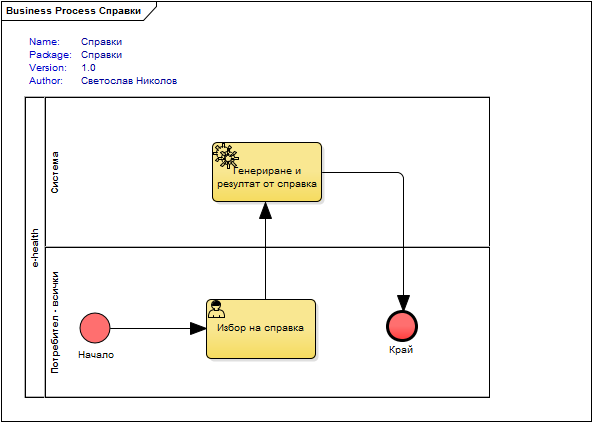 Business Process Справки
Name: Справки
Package: Справки
Version: 1.0
Author: Светослав Николов
e-health
Система
Генериране и
резултат от справка
Потребител - всички
Начало
Избор на справка
Край